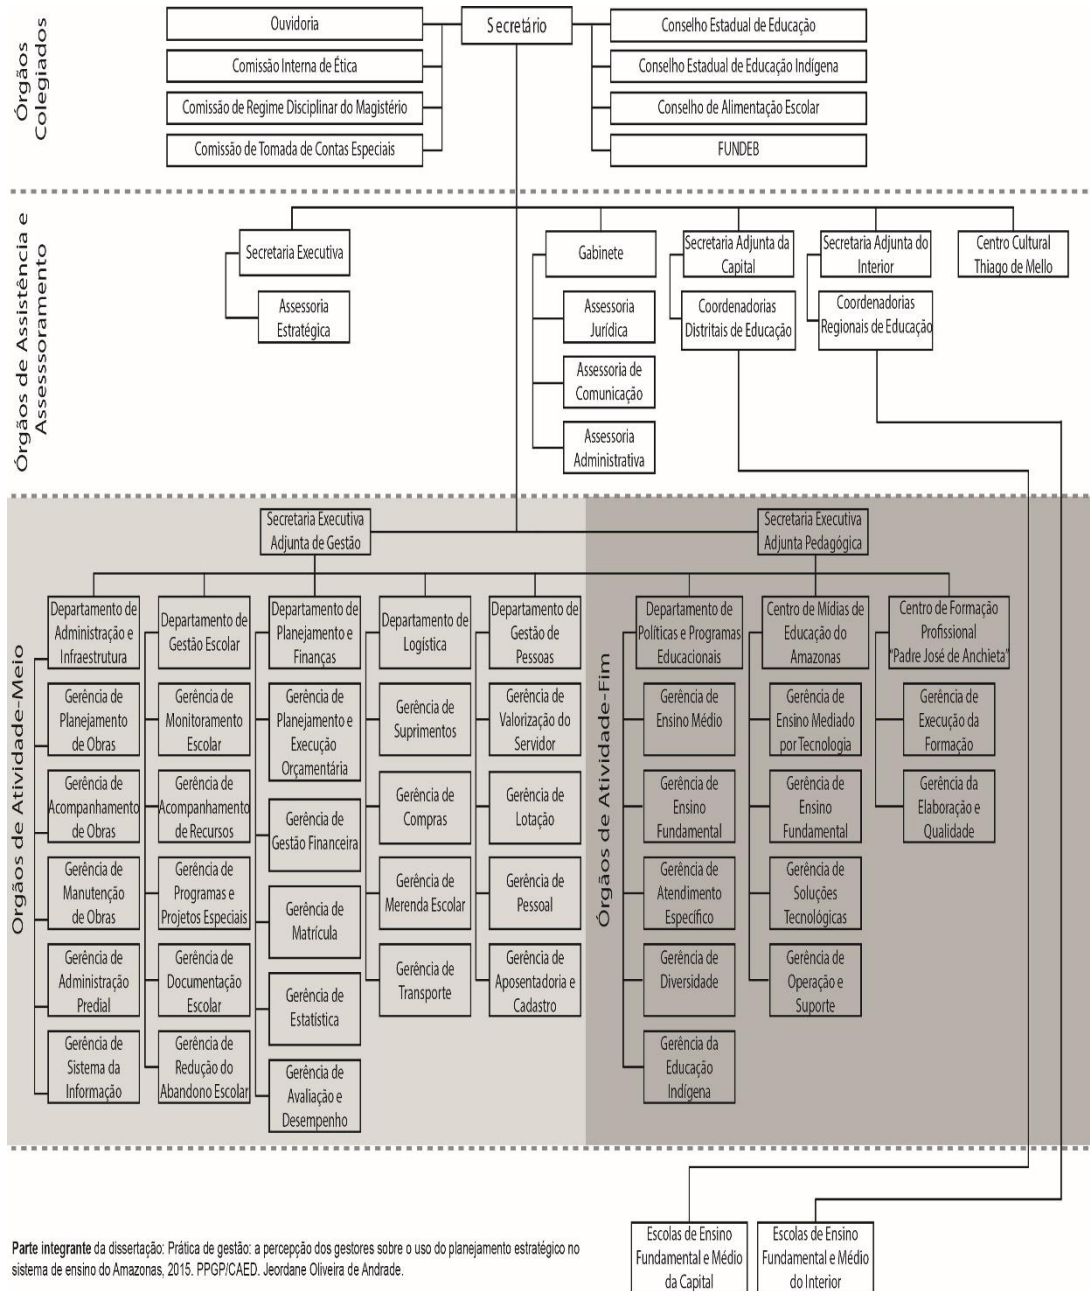 Órgãos
Colegiados
Secretário
Ouvidoria
Comissão Interna de Ética
Comissão de Regime Disciplinar do Magistério
Comissão de Tomada de Contas Especiais
Conselho Estadual de Educação
Conselho Estadual de Educação Indígena
Conselho de Alimentação Escolar
FUNDEB
Órgãos de Assistência e
Assesssoramento
Secretaria Executiva
Assessoria
Estratégica
Gabinete
Assessoria
Jurídica
Assessoria de
Comunicação
Assessoria
Administrativa
Secretaria Adjunta da
Capital
Coordenadorias
Distritais de Educação
Secretaria Adjunta do
Interior
Coordenadorias
Regionais de Educação
Centro Cultural
Thiago de Mello
Orgãos de Atividade-Meio
Secretaria Executiva
Adjunta de Gestão
Departamento de
Administração e
Infraestrutura
Gerência de
Planejamento
de Obras
Gerência de
Acompanhamento
de Obras
Gerência de
Manutenção
de Obras
Gerência de
Administração
Predial
Gerência de
Sistema da
Informação
Departamento de
Gestão Escolar
Gerência de
Monitoramento
Escolar
Gerência de
Acompanhamento
de Recursos
Gerência de
Programas e
Projetos Especiais
Gerência de
Documentação
Escolar
Gerência de
Redução do
Abandono Escolar
Departamento de
Planejamento e
Finanças
Gerência de
Planejamento e
Execução
Orçamentária
Gerência de
Gestão Financeira
Gerência de
Matrícula
Gerência de
Estatística
Gerência de
Avaliação e
Desempenho
Departamento de
Logística
Gerência de
Suprimentos
Gerência de
Compras
Gerência de
Merenda Escolar
Gerência de
Transporte
Departamento de
Gestão de
Pessoas
Gerência de
Valorização do
Servidor
Gerência de
Lotação
Gerência de
Pessoal
Gerência de
Aposentadoria e
Cadastro
Órgãos de Atividade-Fim
Secretaria Executiva
Adjunta Pedagógica
Departamento de
Políticas e Programas
Educacionais
Gerência de
Ensino Médio
Gerência de
Ensino
Fundamental
Gerência de
Atendimento
Específico
Gerência de
Diversidade
Gerência da
Educação
Indígena
Centro de Mídias de
Educação do
Amazonas
Gerência de
Ensino Mediado
por Tecnologia
Gerência de
Ensino
Fundamental
Gerência de
Soluções
Tecnológicas
Gerência de
Operação e
Suporte
Centro de Formação
Profissional
"Padre José de Anchieta"
Gerência de
Execução da
Formação
Gerência da
Elaboração e
Qualidade
Escolas de Ensino
Fundamental e Médio
da Capital
Escolas de Ensino
Fundamental e Médio
do Interior
Parte integrante da dissertação: Prática de gestão: a percepção dos gestores sobre o uso do planejamento estratégico no
sistema de ensino do Amazonas, 2015. PPGP/CAED. Jeordane Oliveira de Andrade.